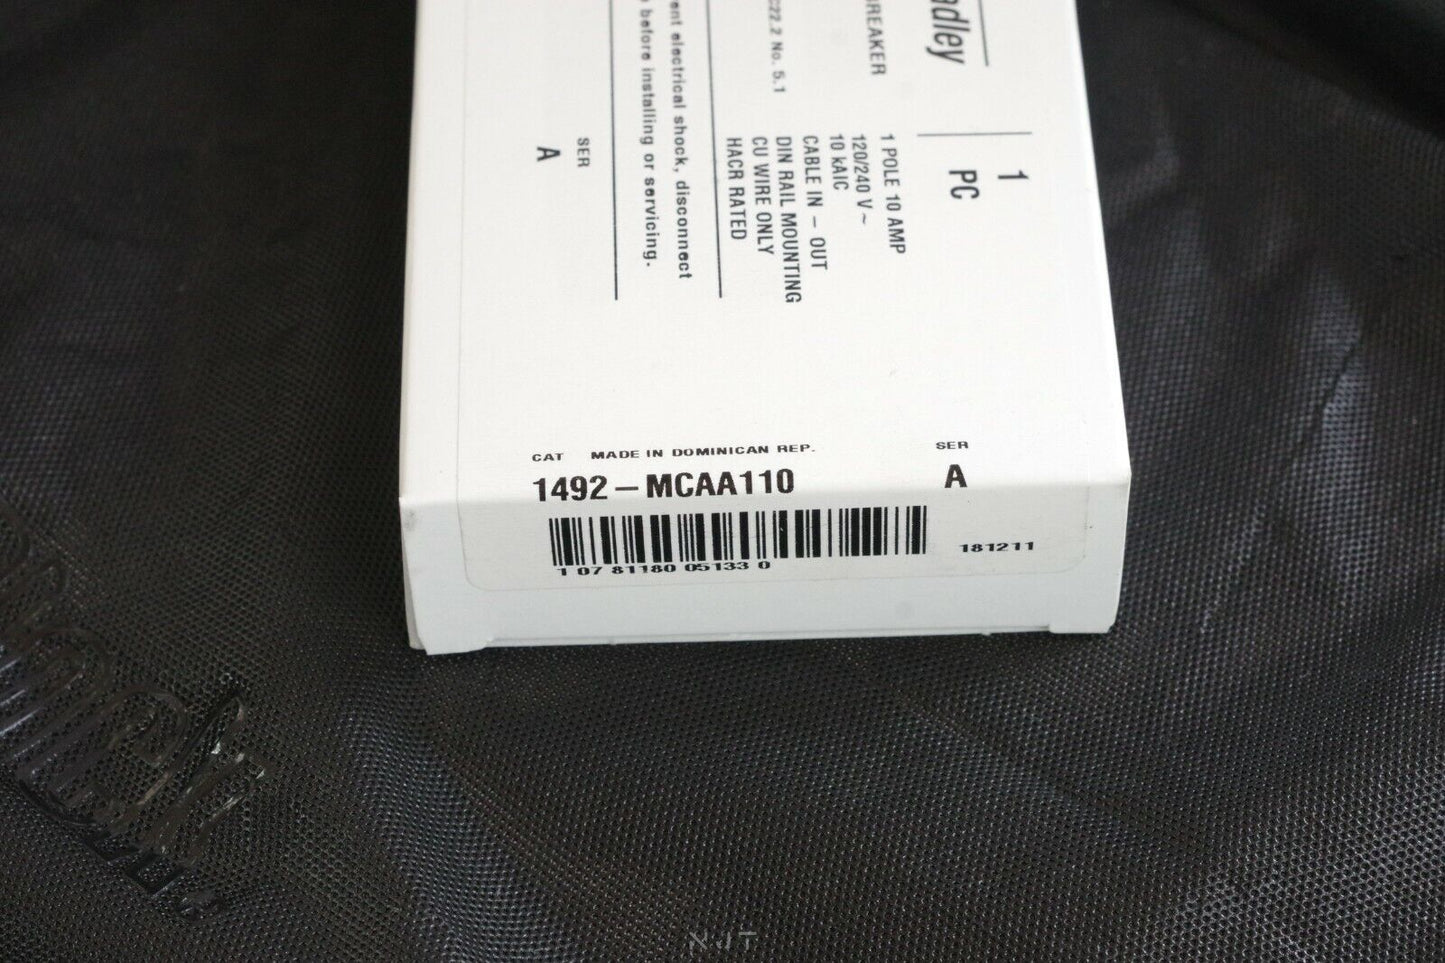 adley
1
PC
REAKER
1 POLE 10 AMP
120/240 V ~
10 kAIC
CABLE IN – OUT
DIN RAIL MOUNTING
CU WIRE ONLY
HACR RATED
C22.2 No. 5.1
ent electrical shock, disconnect
before installing or servicing.
SER
A
CAT MADE IN DOMINICAN REP. SER
1492–MCAA110 A
181211
1 07 81180 05133 0
NJT